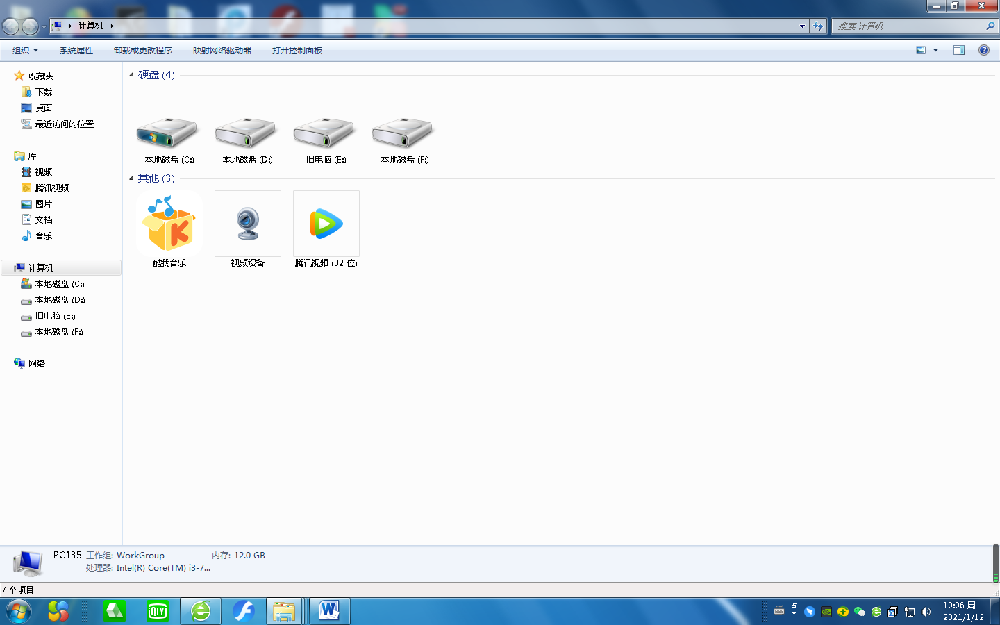 计算机
搜索 计算机
组织 系统属性 卸载或更改程序 映射网络驱动器 打开控制面板
收藏夹
下载
桌面
最近访问的位置
库
视频
腾讯视频
图片
文档
音乐
计算机
本地磁盘 (C:)
本地磁盘 (D:)
旧电脑 (E:)
本地磁盘 (F:)
网络
硬盘 (4)
本地磁盘 (C:) 本地磁盘 (D:) 旧电脑 (E:) 本地磁盘 (F:)
其他 (3)
K
酷我音乐 视频设备 腾讯视频 (32 位)
PC135 工作组: WorkGroup 内存: 12.0 GB
处理器: Intel(R) Core(TM) i3-7...
7 个项目
QIY
W
10:06 周二
2021/1/12